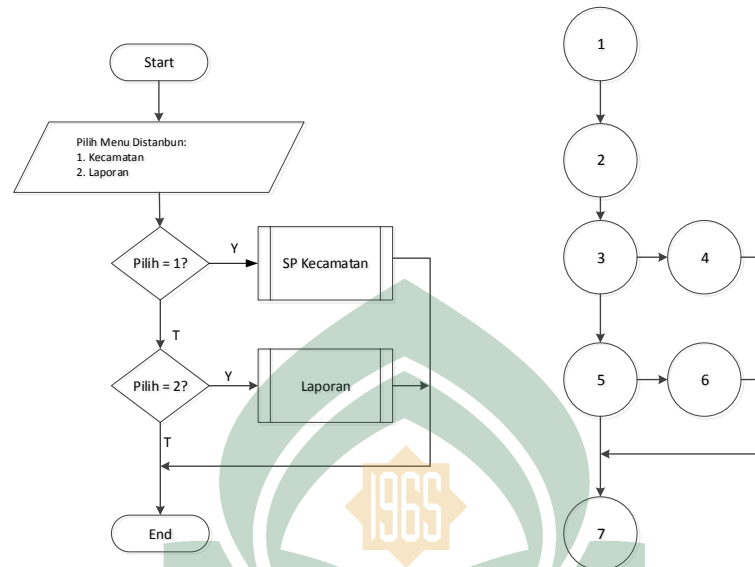 Start
Pilih Menu Distanbun:
1. Kecamatan
2. Laporan
Pilih = 1?
Y
SP Kecamatan
T
Pilih = 2?
Y
Laporan
T
End
1965
1
2
3
4
5
6
7